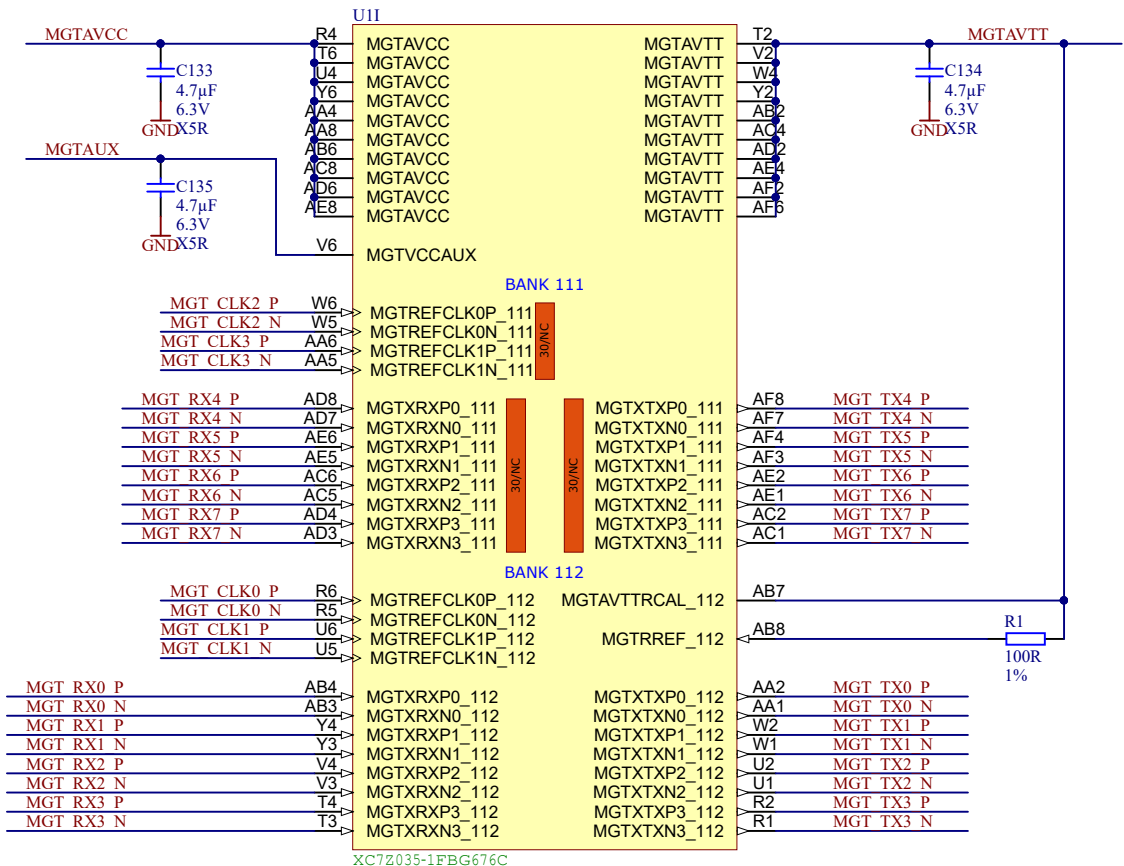 U1I
MGTAVCC R4 MGTAVCC MGTAVTT T2 MGTAVTT
T6 MGTAVCC MGTAVTT V2
C133 U4 MGTAVCC MGTAVTT W4 C134
4.7µF Y6 MGTAVCC MGTAVTT Y2 4.7µF
6.3V AA4 MGTAVCC MGTAVTT AB2 6.3V
GND X5R AA8 MGTAVCC MGTAVTT AC4 GND X5R
MGTAUX AB6 MGTAVCC MGTAVTT AD2
C135 AC8 MGTAVCC MGTAVTT AE4
4.7µF AD6 MGTAVCC MGTAVTT AF2
6.3V AE8 MGTAVCC MGTAVTT AF6
GND X5R V6 MGTVCCAUX
BANK 111
MGT_CLK2_P W6 MGTREFCLK0P_111
MGT_CLK2_N W5 MGTREFCLK0N_111
MGT_CLK3_P AA6 MGTREFCLK1P_111
MGT_CLK3_N AA5 MGTREFCLK1N_111
30/NC
MGT_RX4_P AD8 MGTXRXP0_111 MGTXTXP0_111 AF8 MGT_TX4_P
MGT_RX4_N AD7 MGTXRXN0_111 MGTXTXN0_111 AF7 MGT_TX4_N
MGT_RX5_P AE6 MGTXRXP1_111 MGTXTXP1_111 AF4 MGT_TX5_P
MGT_RX5_N AE5 MGTXRXN1_111 MGTXTXN1_111 AF3 MGT_TX5_N
MGT_RX6_P AC6 MGTXRXP2_111 MGTXTXP2_111 AE2 MGT_TX6_P
MGT_RX6_N AC5 MGTXRXN2_111 MGTXTXN2_111 AE1 MGT_TX6_N
MGT_RX7_P AD4 MGTXRXP3_111 MGTXTXP3_111 AC2 MGT_TX7_P
MGT_RX7_N AD3 MGTXRXN3_111 MGTXTXN3_111 AC1 MGT_TX7_N
30/NC 30/NC
BANK 112
MGT_CLK0_P R6 MGTREFCLK0P_112 MGTAVTTRCAL_112 AB7
MGT_CLK0_N R5 MGTREFCLK0N_112
MGT_CLK1_P U6 MGTREFCLK1P_112 MGTRREF_112 AB8 R1
MGT_CLK1_N U5 MGTREFCLK1N_112 100R
1%
MGT_RX0_P AB4 MGTXRXP0_112 MGTXTXP0_112 AA2 MGT_TX0_P
MGT_RX0_N AB3 MGTXRXN0_112 MGTXTXN0_112 AA1 MGT_TX0_N
MGT_RX1_P Y4 MGTXRXP1_112 MGTXTXP1_112 W2 MGT_TX1_P
MGT_RX1_N Y3 MGTXRXN1_112 MGTXTXN1_112 W1 MGT_TX1_N
MGT_RX2_P V4 MGTXRXP2_112 MGTXTXP2_112 U2 MGT_TX2_P
MGT_RX2_N V3 MGTXRXN2_112 MGTXTXN2_112 U1 MGT_TX2_N
MGT_RX3_P T4 MGTXRXP3_112 MGTXTXP3_112 R2 MGT_TX3_P
MGT_RX3_N T3 MGTXRXN3_112 MGTXTXN3_112 R1 MGT_TX3_N
XC7Z035-1FBG676C